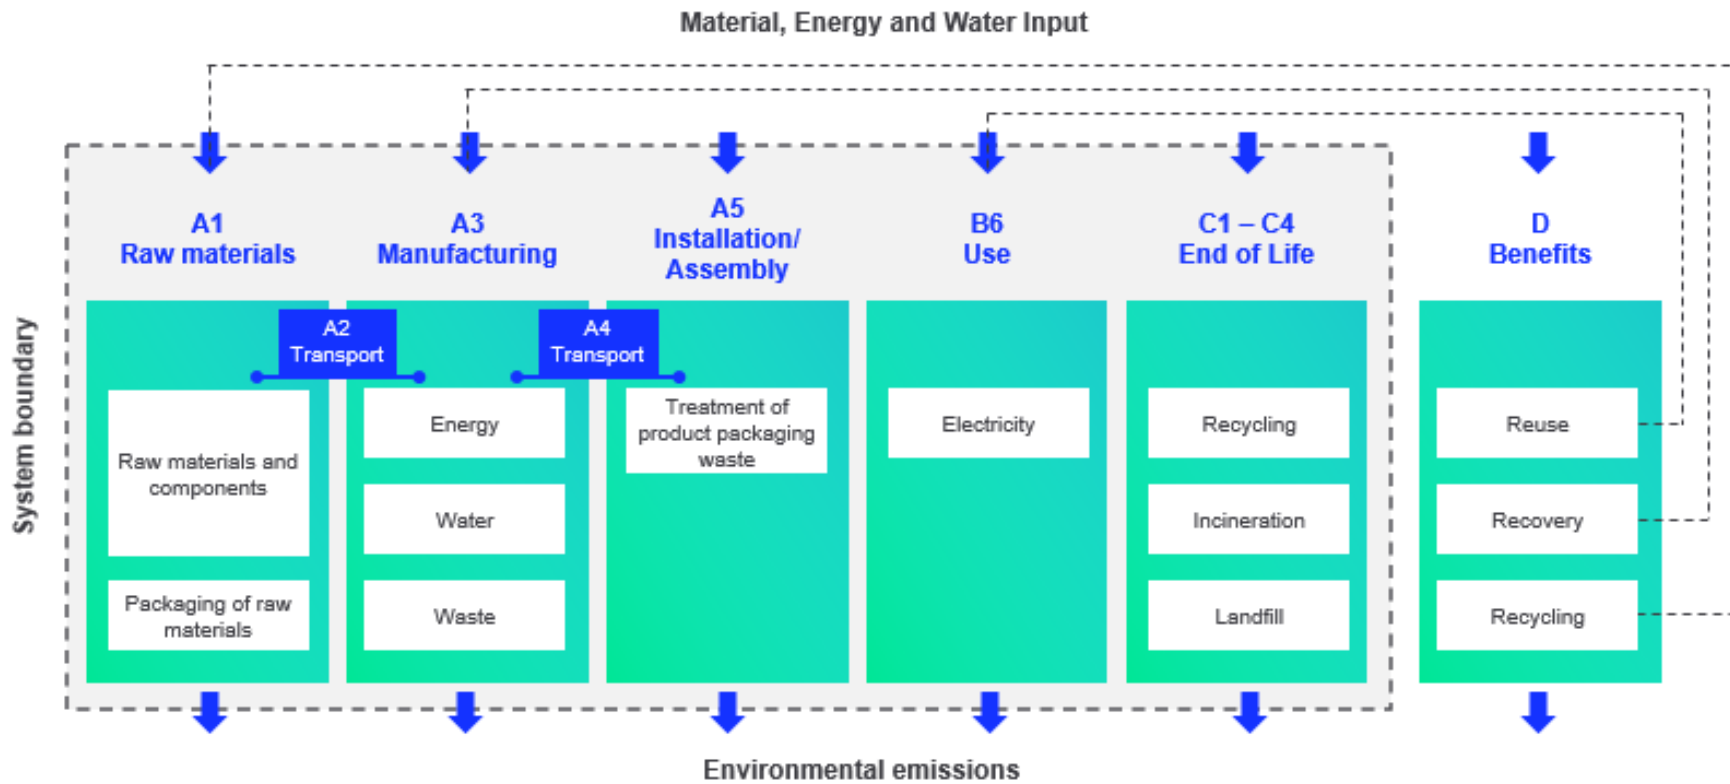 Material, Energy and Water Input
System boundary
A1
Raw materials
A3
Manufacturing
A5
Installation/
Assembly
B6
Use
C1 – C4
End of Life
D
Benefits
A2
Transport
A4
Transport
Raw materials and
components
Packaging of raw
materials
Energy
Water
Waste
Treatment of
product packaging
waste
Electricity
Recycling
Incineration
Landfill
Reuse
Recovery
Recycling
Environmental emissions